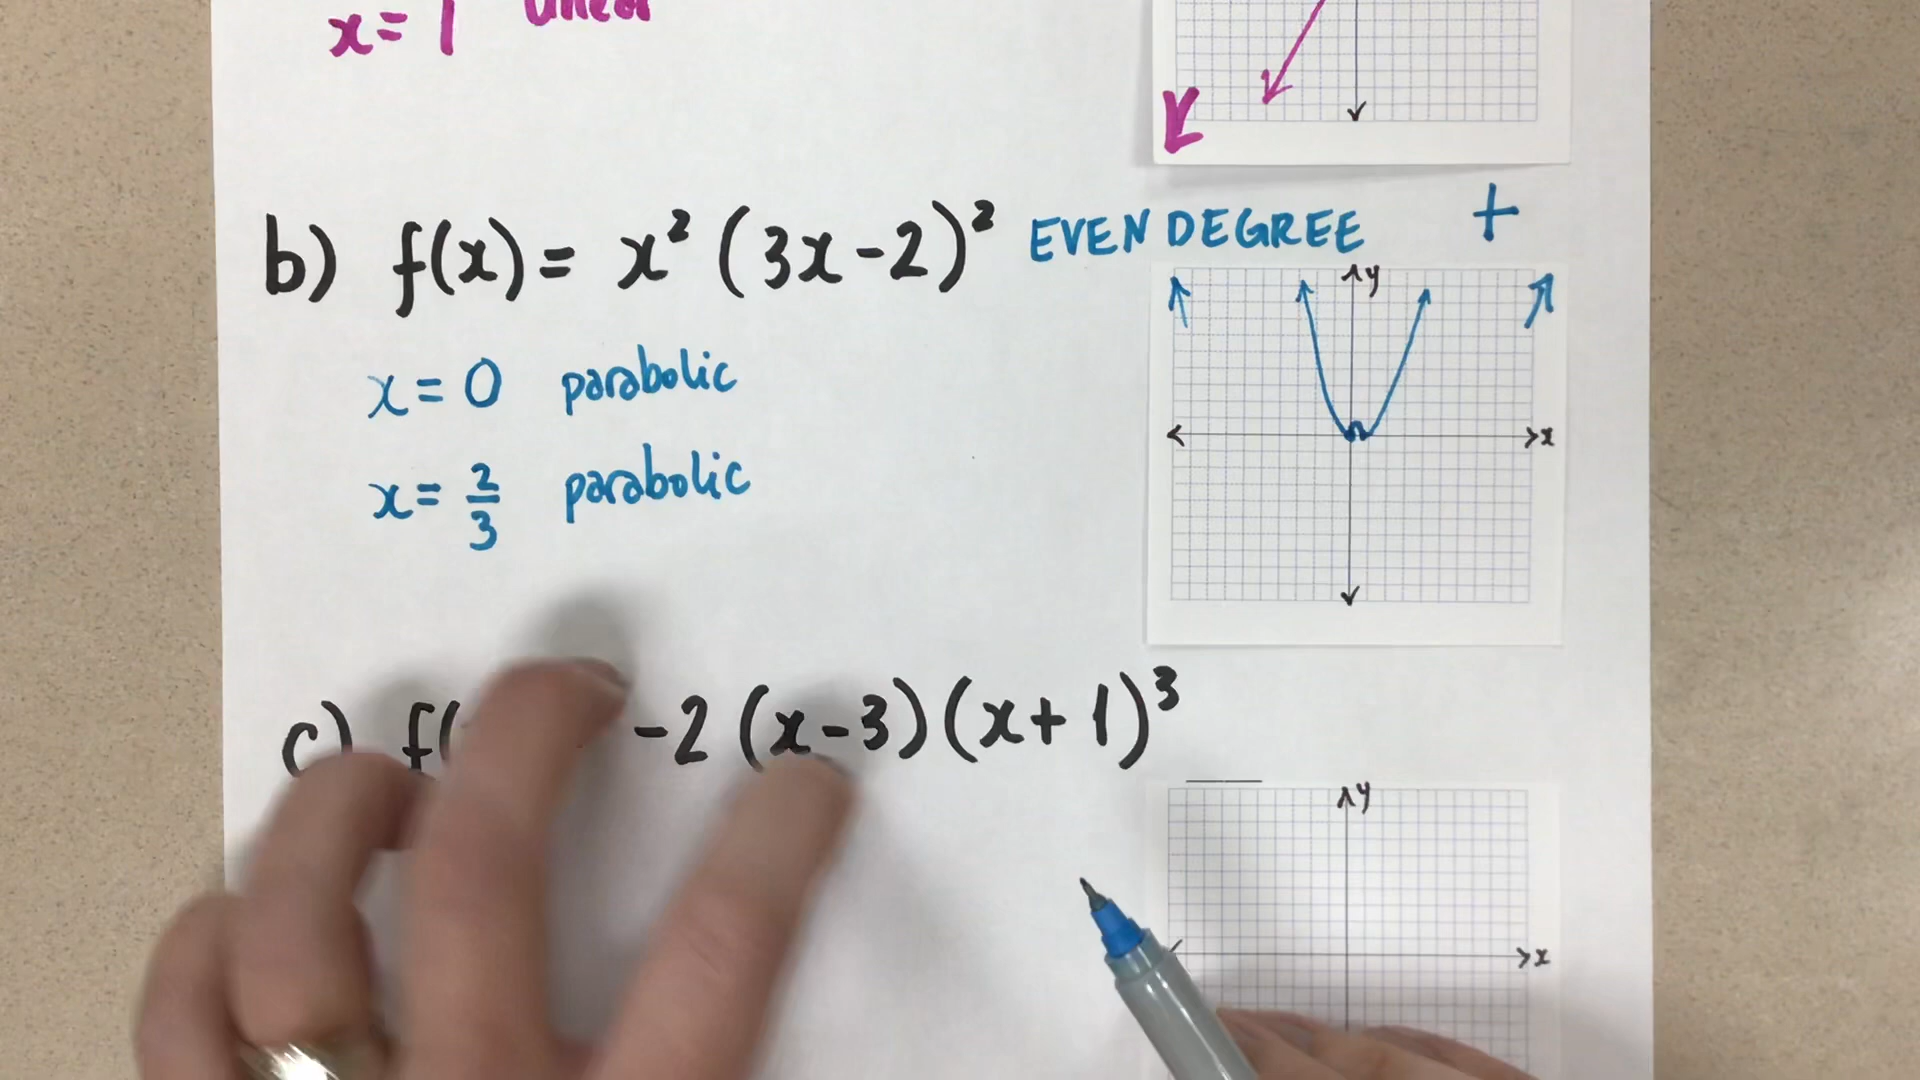 x = 1 linear
b) f(x) = x² (3x-2)² EVEN DEGREE +
y
x = 0 parabolic
x
x = 2/3 parabolic
c) f( -2 (x-3)(x+1)³
y
x